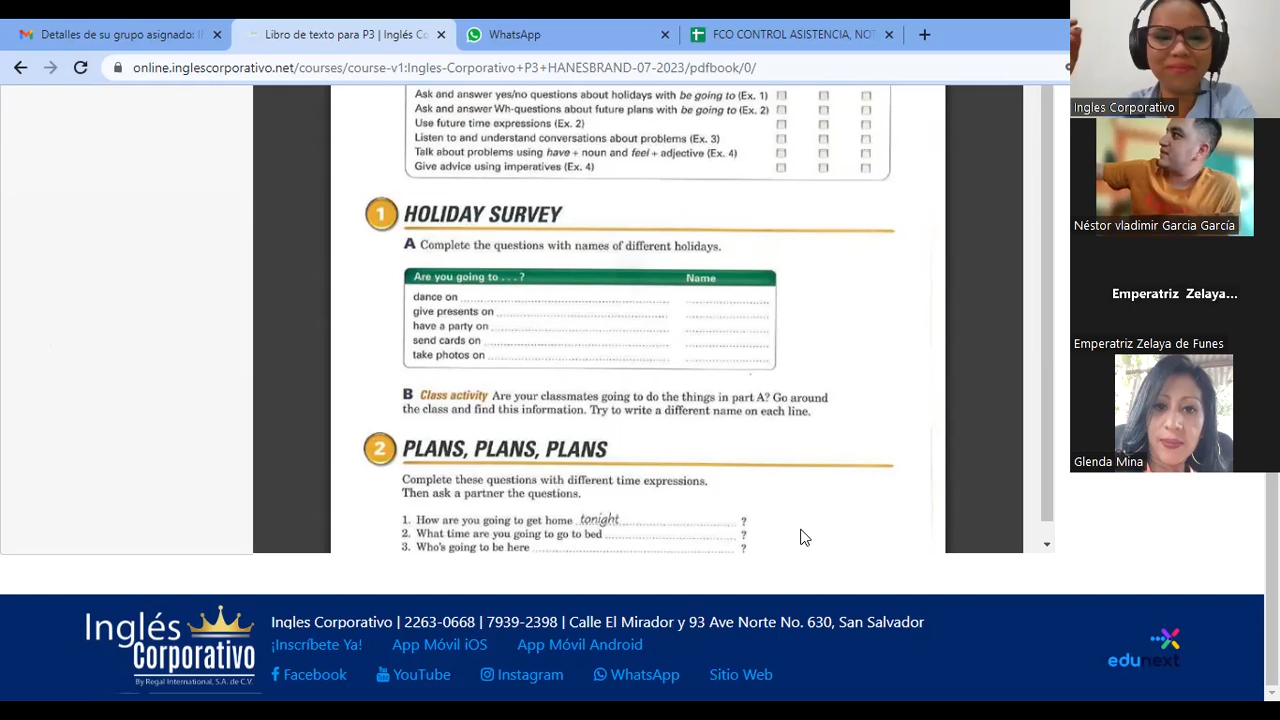 Detalles de su grupo asignado: I
Libro de texto para P3 | Inglés Co
WhatsApp
FCO CONTROL ASISTENCIA, NOT
online.inglescorporativo.net/courses/course-v1:Ingles-Corporativo+P3+HANESBRAND-07-2023/pdfbook/0/
Ask and answer yes/no questions about holidays with be going to (Ex. 1)
Ask and answer Wh-questions about future plans with be going to (Ex. 2)
Use future time expressions (Ex. 2)
Listen to and understand conversations about problems (Ex. 3)
Talk about problems using have + noun and feel + adjective (Ex. 4)
Give advice using imperatives (Ex. 4)
1 HOLIDAY SURVEY
A Complete the questions with names of different holidays.
Are you going to . . . ? Name
dance on
give presents on
have a party on
send cards on
take photos on
B Class activity Are your classmates going to do the things in part A? Go around
the class and find this information. Try to write a different name on each line.
2 PLANS, PLANS, PLANS
Complete these questions with different time expressions.
Then ask a partner the questions.
1. How are you going to get home tonight ?
2. What time are you going to bed ?
3. Who's going to be here ?
Ingles Corporativo
Néstor vladimir Garcia García
Emperatriz Zelaya...
Emperatriz Zelaya de Funes
Glenda Mina
Inglés
Corporativo
By Regal International, S.A. de C.V.
Ingles Corporativo | 2263-0668 | 7939-2398 | Calle El Mirador y 93 Ave Norte No. 630, San Salvador
¡Inscríbete Ya! App Móvil iOS App Móvil Android
Facebook YouTube Instagram WhatsApp Sitio Web
edunext